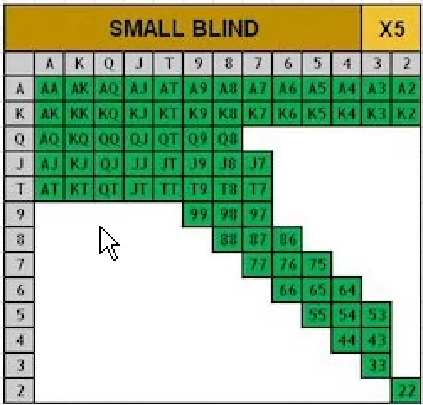 SMALL BLIND X5
A K Q J T 9 8 7 6 5 4 3 2
A AA AK AQ AJ AT A9 A8 A7 A6 A5 A4 A3 A2
K AK KK KQ KJ KT K9 K8 K7 K6 K5 K4 K3 K2
Q AQ KQ QQ QJ QT Q9 Q8
J AJ KJ QJ JJ JT J9 J8 J7
T AT KT QT JT TT T9 T8 T7
9 99 98 97
8 88 87 86
7 77 76 75
6 66 65 64
5 55 54 53
4 44 43
3 33
2 22